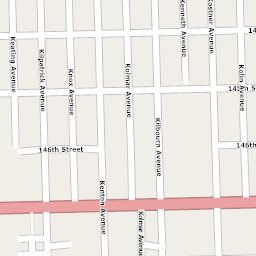 Keating Avenue
Kilpatrick Avenue
Knox Avenue
Kolmar Avenue
Kilbourn Avenue
Kenneth Avenue
Kostner Avenue
Kolin Avenue
145th S
146th Street
146th
Kenton Avenue
Kolmar Avenue